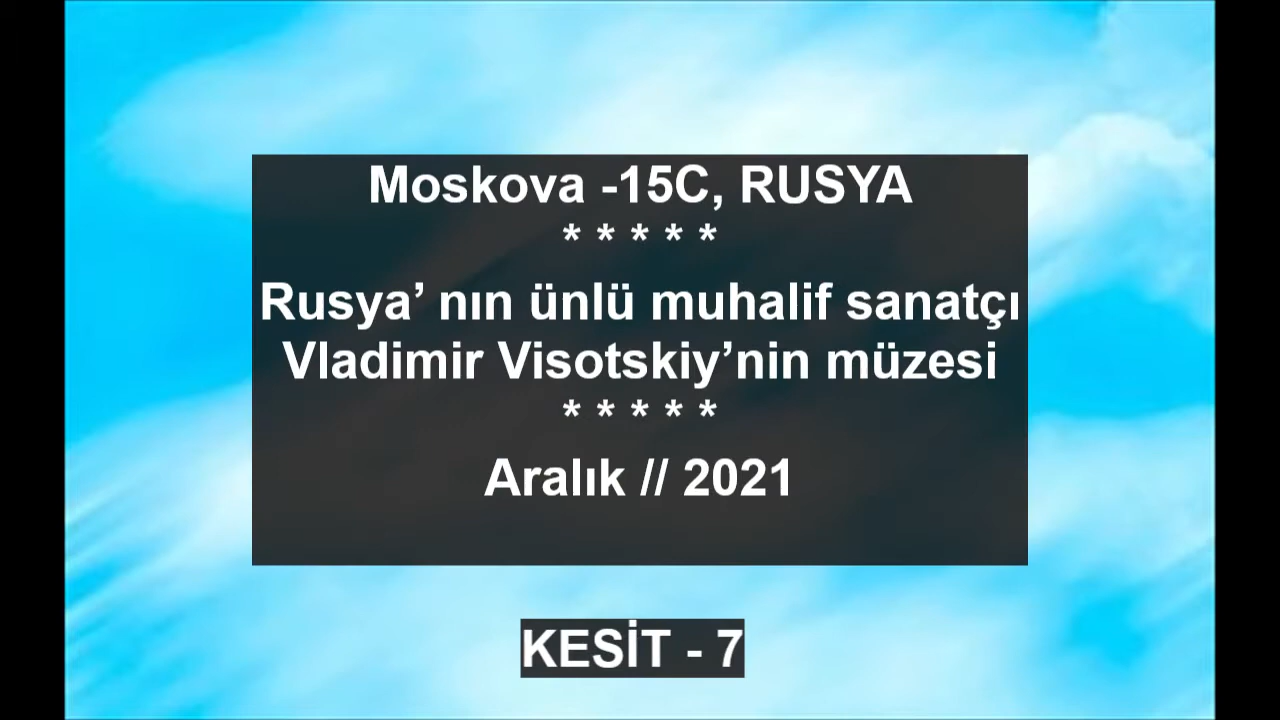 Moskova -15C, RUSYA
* * * * *
Rusya’ nın ünlü muhalif sanatçı
Vladimir Visotskiy’nin müzesi
* * * * *
Aralık // 2021
KESİT - 7